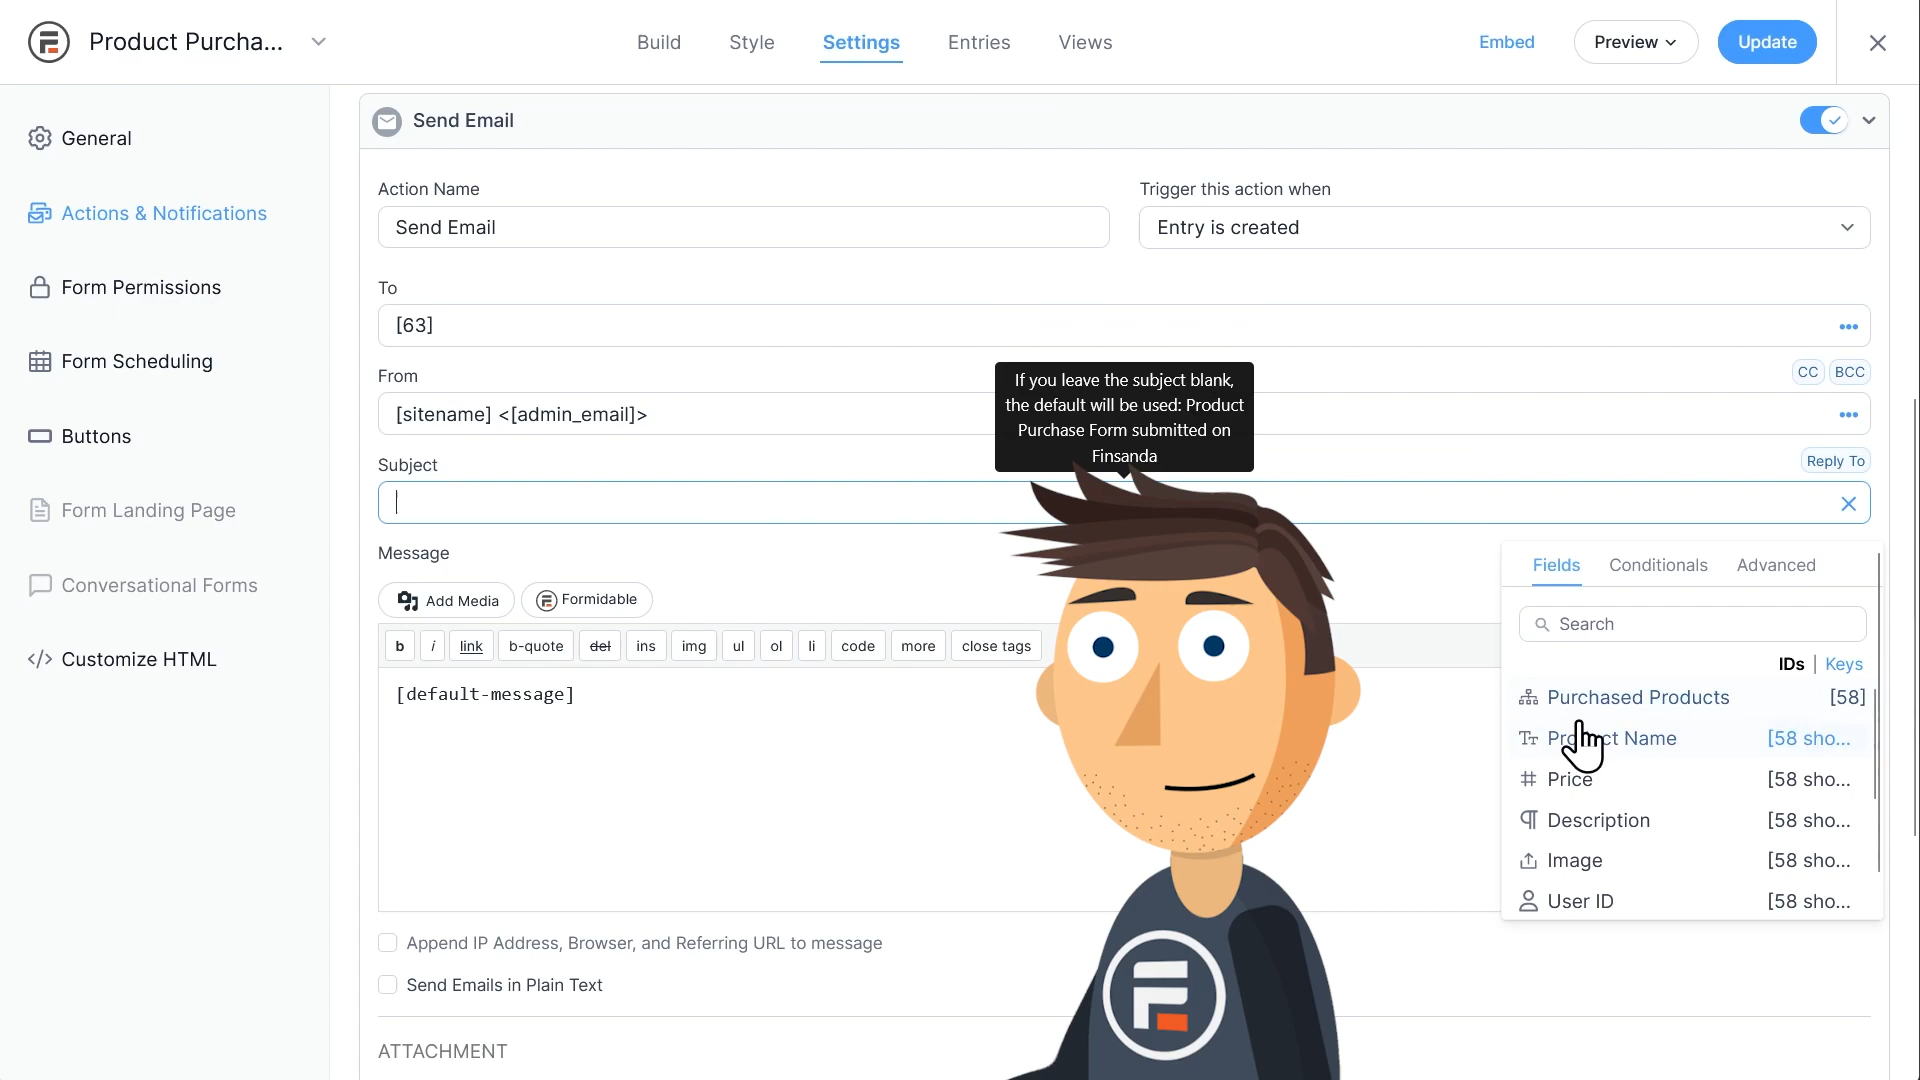 Product Purcha...
Build
Style
Settings
Entries
Views
Embed
Preview
Update
General
Actions & Notifications
Form Permissions
Form Scheduling
Buttons
Form Landing Page
Conversational Forms
</> Customize HTML
Send Email
Action Name
Send Email
Trigger this action when
Entry is created
To
[63]
From
CC
BCC
[sitename] <[admin_email]>
If you leave the subject blank,
the default will be used: Product
Purchase Form submitted on
Finsanda
Subject
Reply To
Message
Add Media
Formidable
b
i
link
b-quote
del
ins
img
ul
ol
li
code
more
close tags
[default-message]
Fields
Conditionals
Advanced
Search
IDs | Keys
Purchased Products [58]
Name [58 sho...
Price [58 sho...
Description [58 sho...
Image [58 sho...
User ID [58 sho...
Append IP Address, Browser, and Referring URL to message
Send Emails in Plain Text
ATTACHMENT